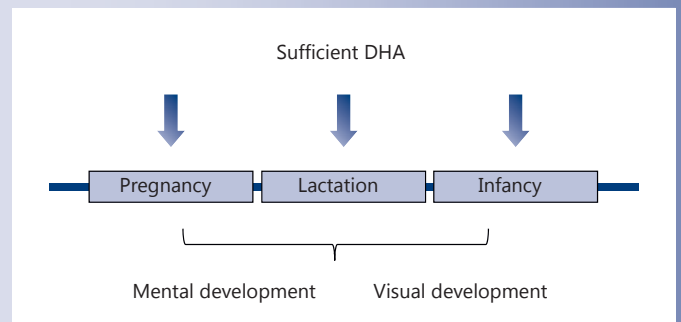 Sufficient DHA
Pregnancy Lactation Infancy
Mental development Visual development